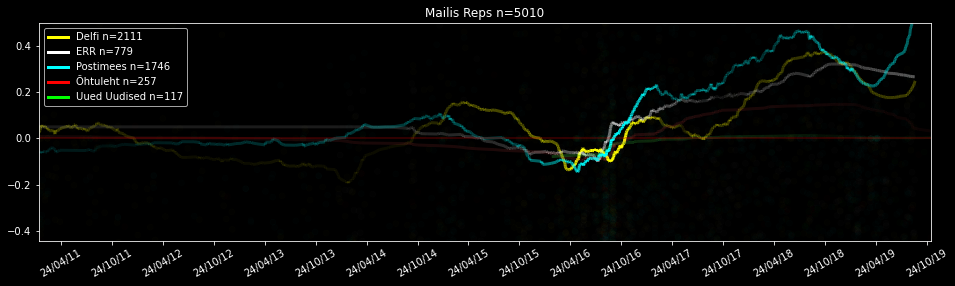 Mailis Reps n=5010
Delfi n=2111
ERR n=779
Postimees n=1746
Õhtuleht n=257
Uued Uudised n=117
0.4
0.2
0.0
−0.2
−0.4
24/04/11 24/10/11 24/04/12 24/10/12 24/04/13 24/10/13 24/04/14 24/10/14 24/04/15 24/10/15 24/04/16 24/10/16 24/04/17 24/10/17 24/04/18 24/10/18 24/04/19 24/10/19